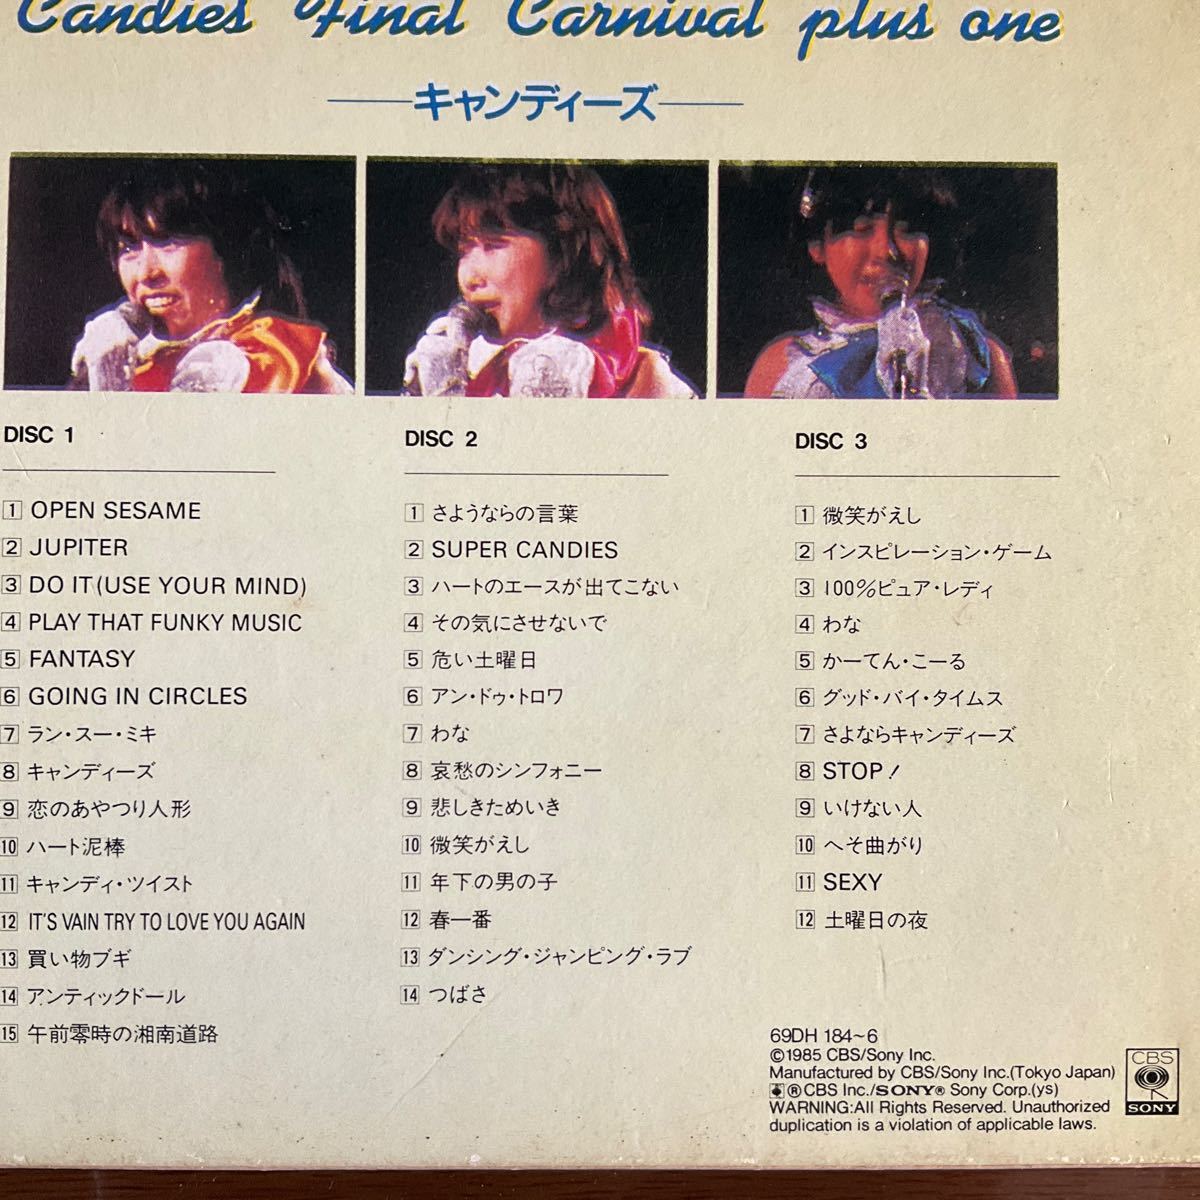 Candies Final Carnival plus one
キャンディーズ
DISC 1
1 OPEN SESAME
2 JUPITER
3 DO IT (USE YOUR MIND)
4 PLAY THAT FUNKY MUSIC
5 FANTASY
6 GOING IN CIRCLES
7 ラン・スー・ミキ
8 キャンディーズ
9 恋のあやつり人形
10 ハート泥棒
11 キャンディ・ツイスト
12 IT'S VAIN TRY TO LOVE YOU AGAIN
13 買い物ブギ
14 アンティックドール
15 午前零時の湘南道路
DISC 2
1 さようならの言葉
2 SUPER CANDIES
3 ハートのエースが出てこない
4 その気にさせないで
5 危い土曜日
6 アン・ドゥ・トロワ
7 わな
8 哀愁のシンフォニー
9 悲しきためいき
10 微笑がえし
11 年下の男の子
12 春一番
13 ダンシング・ジャンピング・ラブ
14 つばさ
DISC 3
1 微笑がえし
2 インスピレーション・ゲーム
3 100%ピュア・レディ
4 わな
5 かーてん・こーる
6 グッド・バイ・タイムス
7 さよならキャンディーズ
8 STOP!
9 いけない人
10 へそ曲がり
11 SEXY
12 土曜日の夜
69DH 184~6
©1985 CBS/Sony Inc.
Manufactured by CBS/Sony Inc.(Tokyo Japan)
®CBS Inc./SONY® Sony Corp.(ys)
WARNING:All Rights Reserved. Unauthorized
duplication is a violation of applicable laws.
CBS
SONY